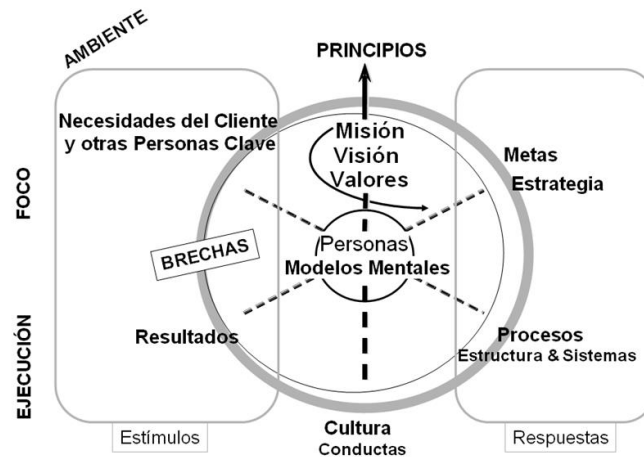 AMBIENTE
PRINCIPIOS
Necesidades del Cliente
y otras Personas Clave
Misión
Visión
Valores
Metas
Estrategia
FOCO
BRECHAS
Personas
Modelos Mentales
EJECUCIÓN
Resultados
Procesos
Estructura & Sistemas
Cultura
Conductas
Estímulos
Respuestas